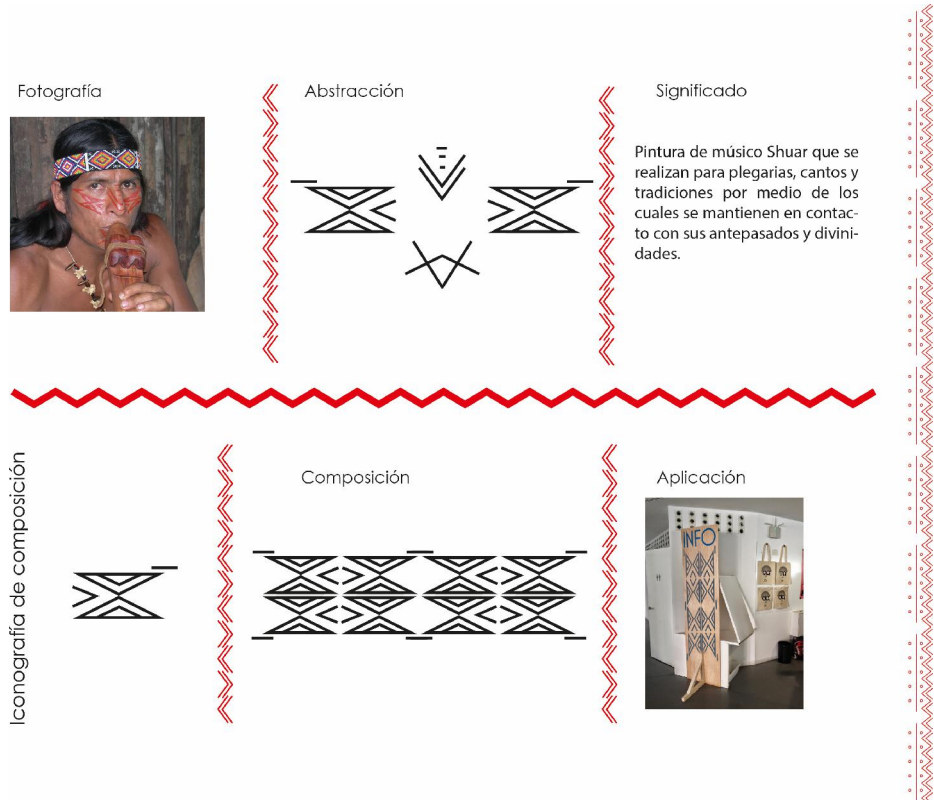 Fotografía
Abstracción
Significado
Pintura de músico Shuar que se
realizan para plegarias, cantos y
tradiciones por medio de los
cuales se mantienen en contac-
to con sus antepasados y divini-
dades.
Iconografía de composición
Composición
Aplicación
INFO